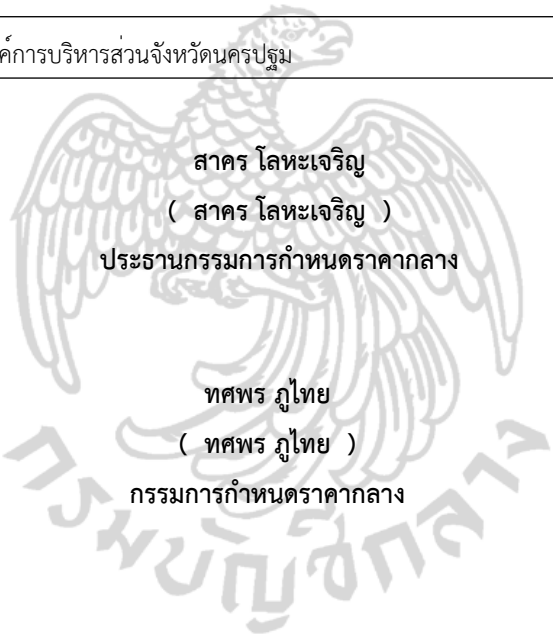 ค์การบริหารส่วนจังหวัดนครปฐม
สาคร โลหะเจริญ
( สาคร โลหะเจริญ )
ประธานกรรมการกำหนดราคากลาง
ทศพร ภูไทย
( ทศพร ภูไทย )
กรรมการกำหนดราคากลาง
กรมบัญชีกลาง